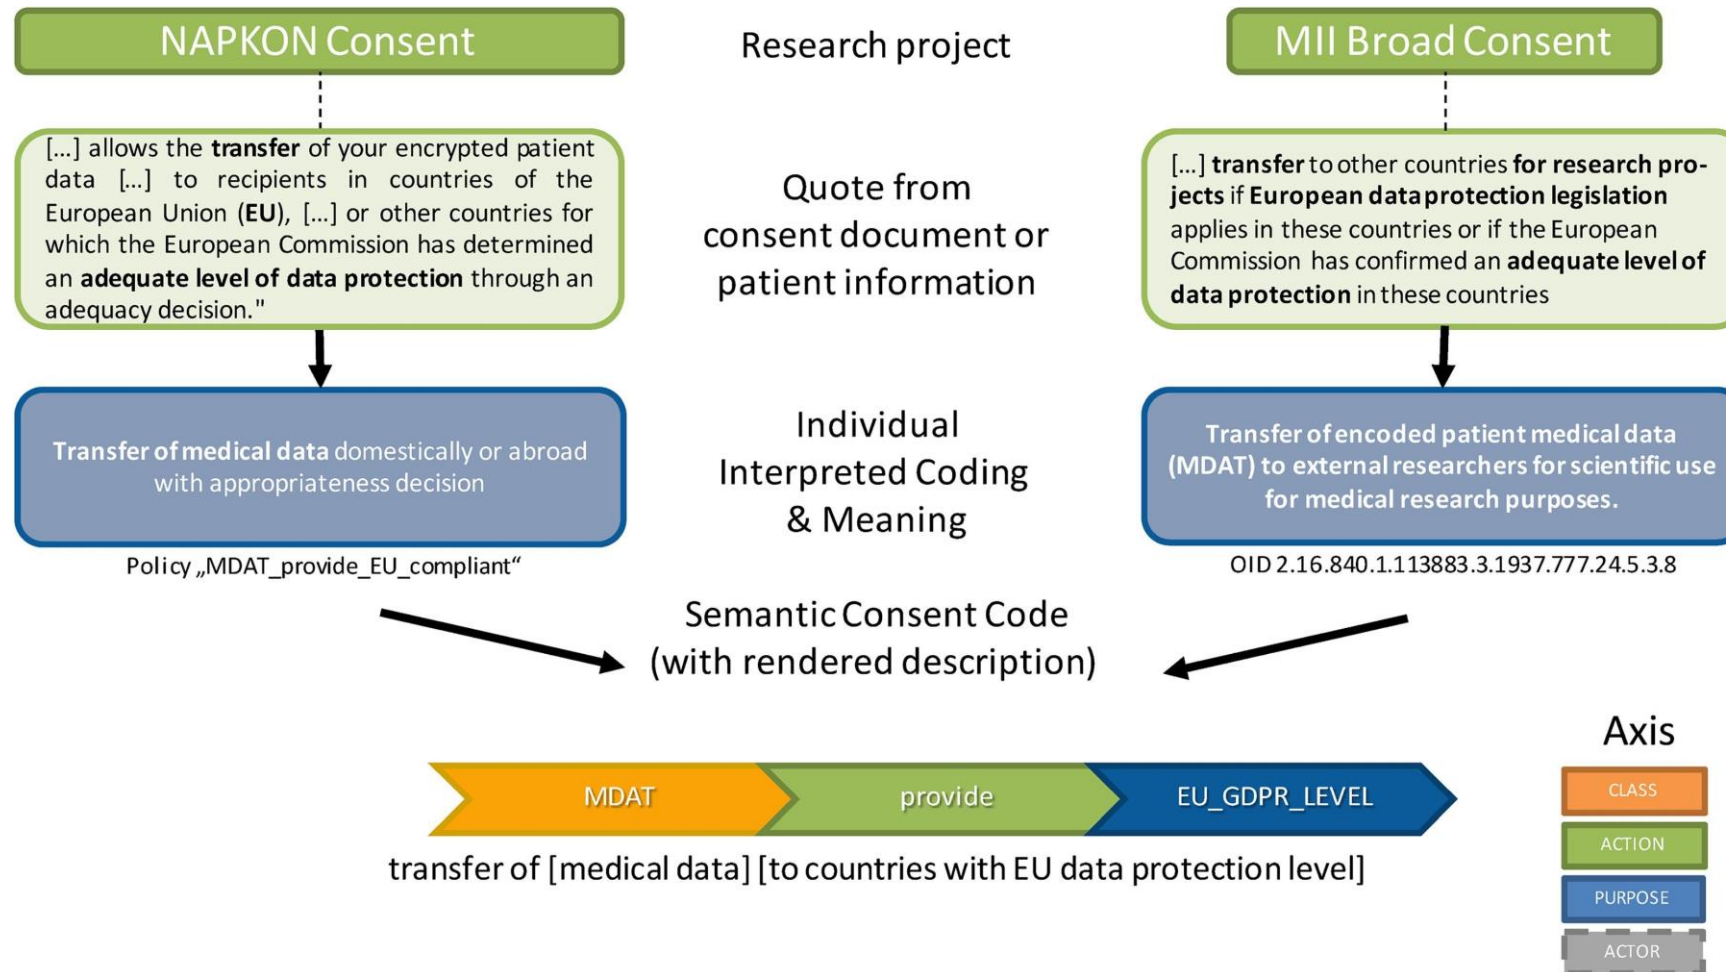 NAPKON Consent
Research project
MII Broad Consent
[...] allows the transfer of your encrypted patient
data [...] to recipients in countries of the
European Union (EU), [...] or other countries for
which the European Commission has determined
an adequate level of data protection through an
adequacy decision."
Quote from
consent document or
patient information
[...] transfer to other countries for research pro-
jects if European data protection legislation
applies in these countries or if the European
Commission has confirmed an adequate level of
data protection in these countries
Transfer of medical data domestically or abroad
with appropriateness decision
Policy „MDAT_provide_EU_compliant“
Individual
Interpreted Coding
& Meaning
Transfer of encoded patient medical data
(MDAT) to external researchers for scientific use
for medical research purposes.
OID 2.16.840.1.113883.3.1937.777.24.5.3.8
Semantic Consent Code
(with rendered description)
MDAT
provide
EU_GDPR_LEVEL
transfer of [medical data] [to countries with EU data protection level]
Axis
CLASS
ACTION
PURPOSE
ACTOR